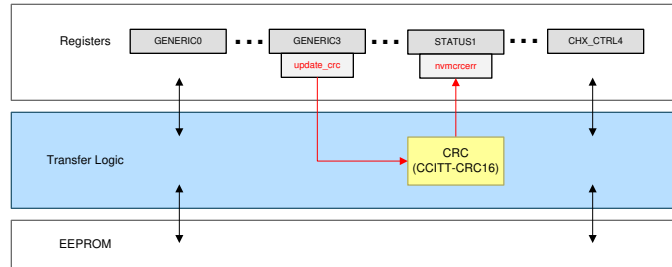 Registers
GENERIC0
GENERIC3
STATUS1
CHX_CTRL4
update_crc
nvmcrcerr
Transfer Logic
CRC
(CCITT-CRC16)
EEPROM